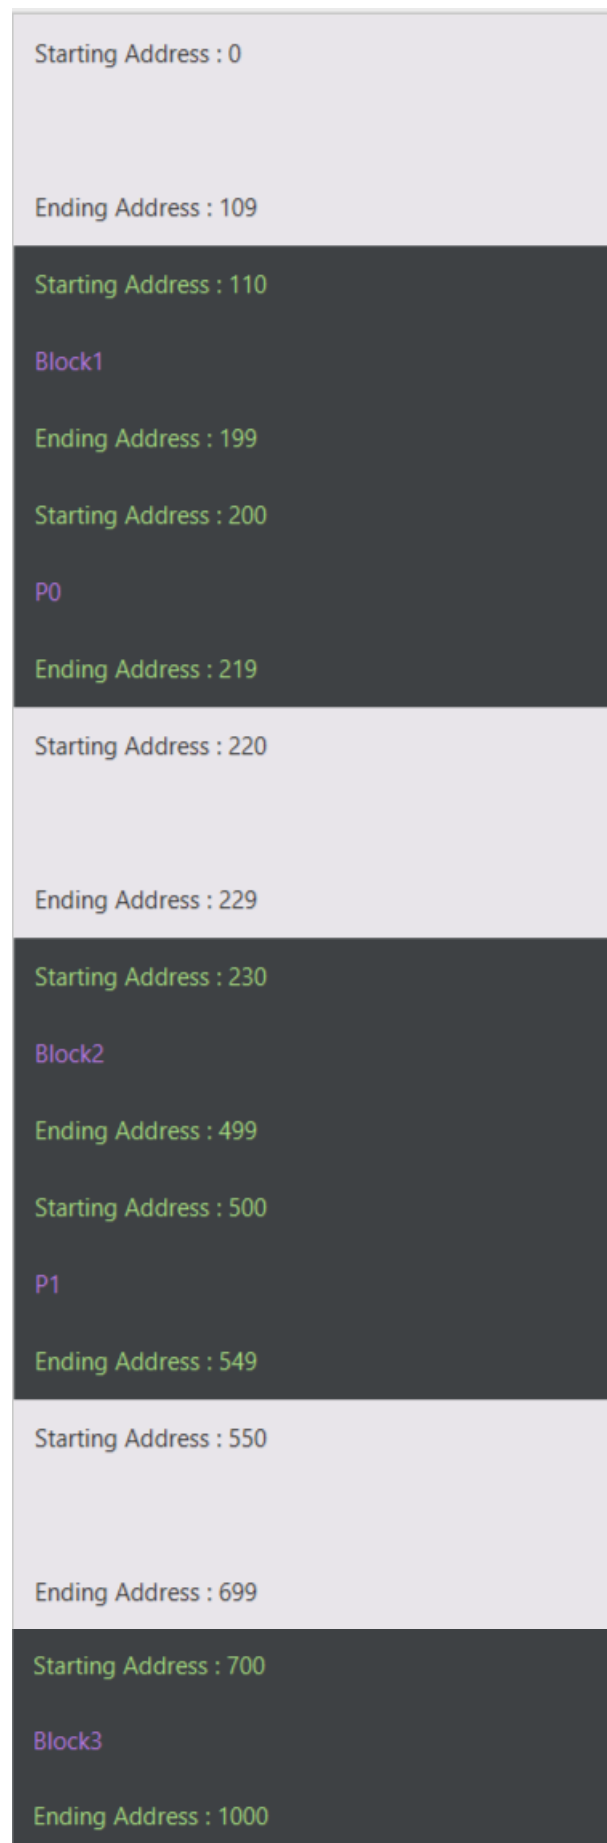 Starting Address : 0
Ending Address : 109
Starting Address : 110
Block1
Ending Address : 199
Starting Address : 200
P0
Ending Address : 219
Starting Address : 220
Ending Address : 229
Starting Address : 230
Block2
Ending Address : 499
Starting Address : 500
P1
Ending Address : 549
Starting Address : 550
Ending Address : 699
Starting Address : 700
Block3
Ending Address : 1000